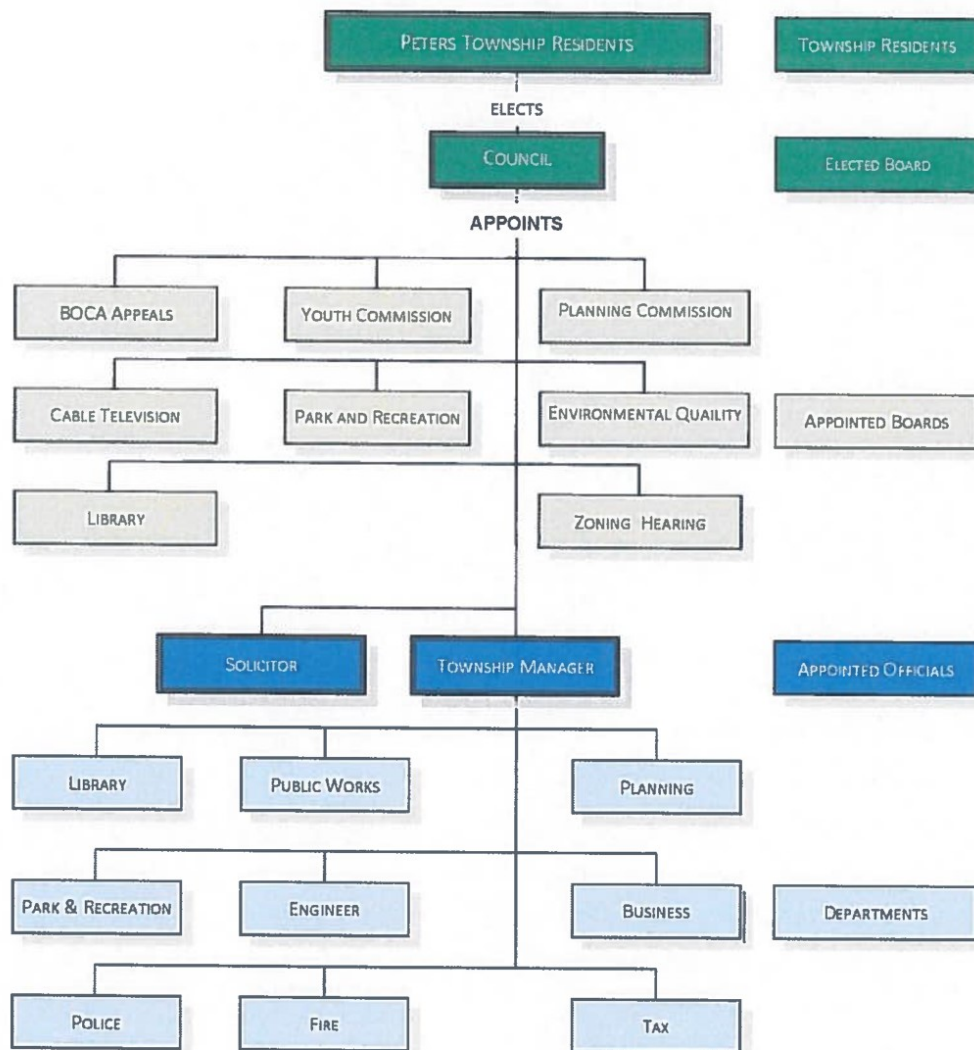 PETERS TOWNSHIP RESIDENTS
TOWNSHIP RESIDENTS
ELECTS
COUNCIL
ELECTED BOARD
APPOINTS
BOCA APPEALS
YOUTH COMMISSION
PLANNING COMMISSION
CABLE TELEVISION
PARK AND RECREATION
ENVIRONMENTAL QUAILITY
APPOINTED BOARDS
LIBRARY
ZONING HEARING
SOLICITOR
TOWNSHIP MANAGER
APPOINTED OFFICIALS
LIBRARY
PUBLIC WORKS
PLANNING
PARK & RECREATION
ENGINEER
BUSINESS
DEPARTMENTS
POLICE
FIRE
TAX